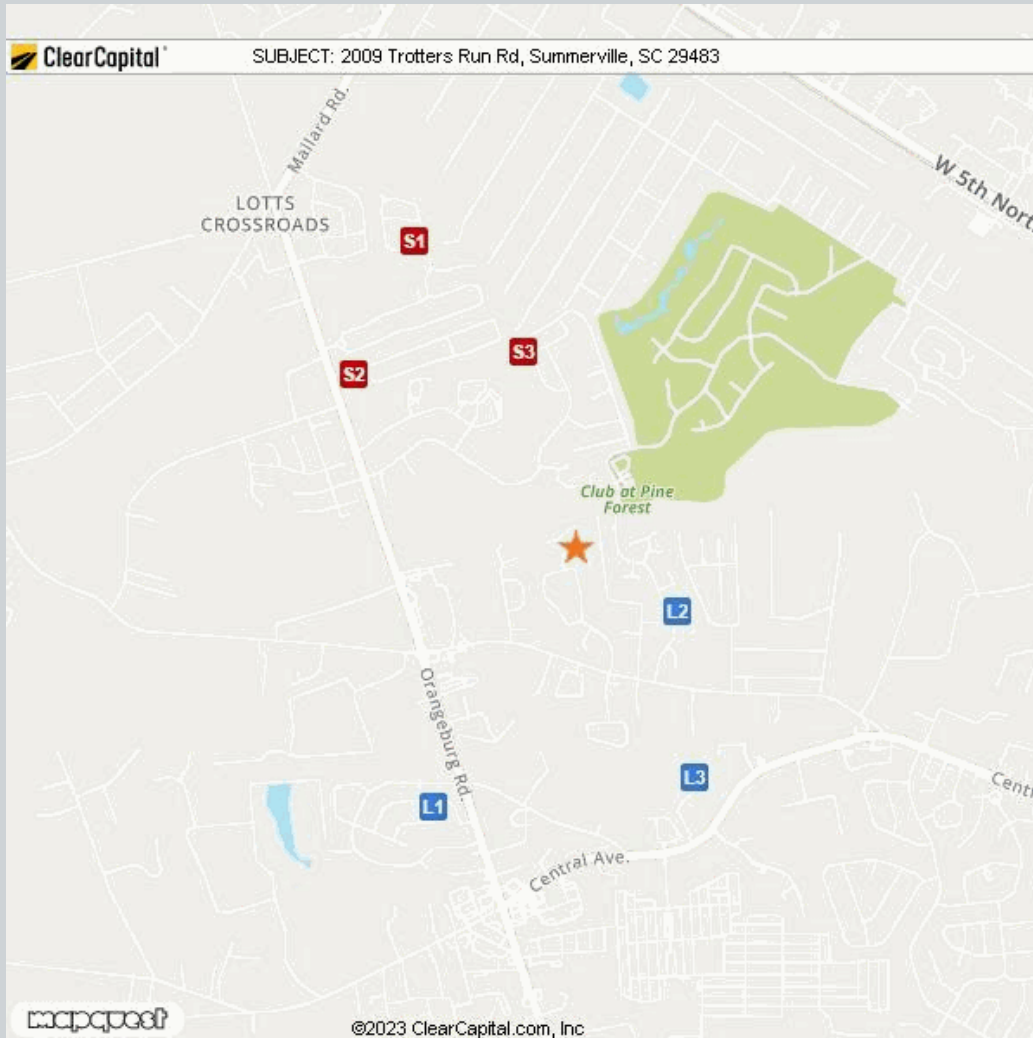 ClearCapital SUBJECT: 2009 Trotters Run Rd, Summerville, SC 29483
Mallard Rd.
W 5th Nort
LOTTS
CROSSROADS
S1
S3
S2
Club at Pine
Forest
L2
Orangeburg Rd.
L3
Centr
L1
Central Ave.
mapquest
©2023 ClearCapital.com, Inc